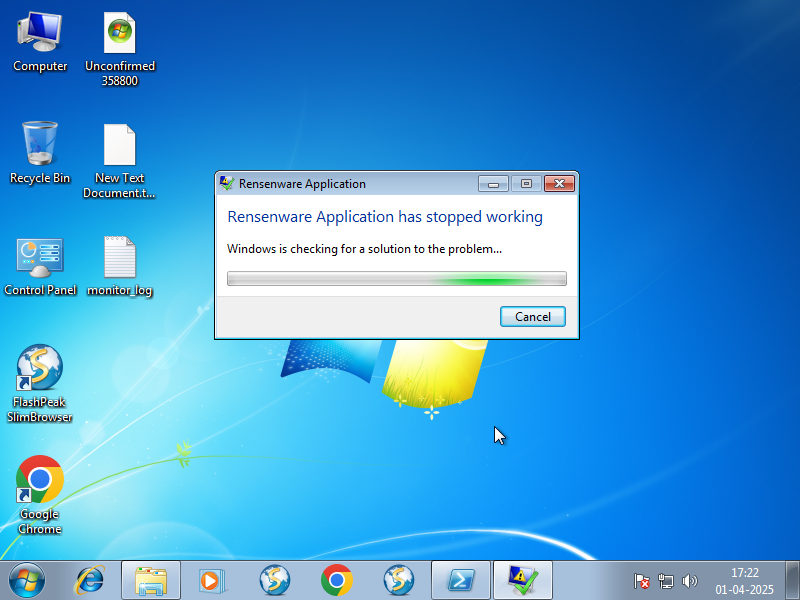 Computer
Unconfirmed
358800
Recycle Bin
New Text
Document.t...
Control Panel
monitor_log
FlashPeak
SlimBrowser
Google
Chrome
Rensenware Application
Rensenware Application has stopped working
Windows is checking for a solution to the problem...
Cancel
17:22
01-04-2025